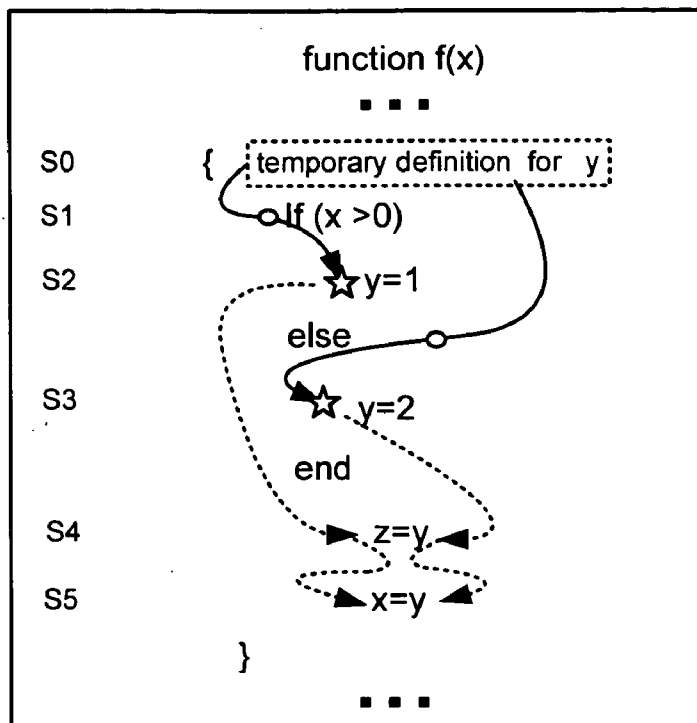 function f(x)
S0 { temporary definition for y
S1 If (x >0)
S2 y=1
else
S3 y=2
end
S4 z=y
S5 x=y
}